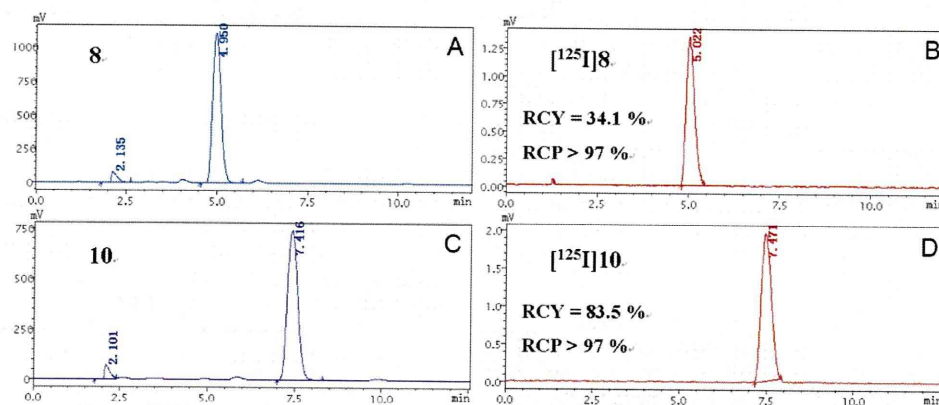 mV
1000
750
500
250
0
0.0 2.5 5.0 7.5 10.0 min
8
2.135
4.950
A
mV
1.25
1.00
0.75
0.50
0.25
0.00
0.0 2.5 5.0 7.5 10.0 min
[¹²⁵I]8
RCY = 34.1 %
RCP > 97 %
5.022
B
mV
750
500
250
0
0.0 2.5 5.0 7.5 10.0 min
10
2.101
7.416
C
mV
2.0
1.5
1.0
0.5
0.0
0.0 2.5 5.0 7.5 10.0 min
[¹²⁵I]10
RCY = 83.5 %
RCP > 97 %
7.471
D